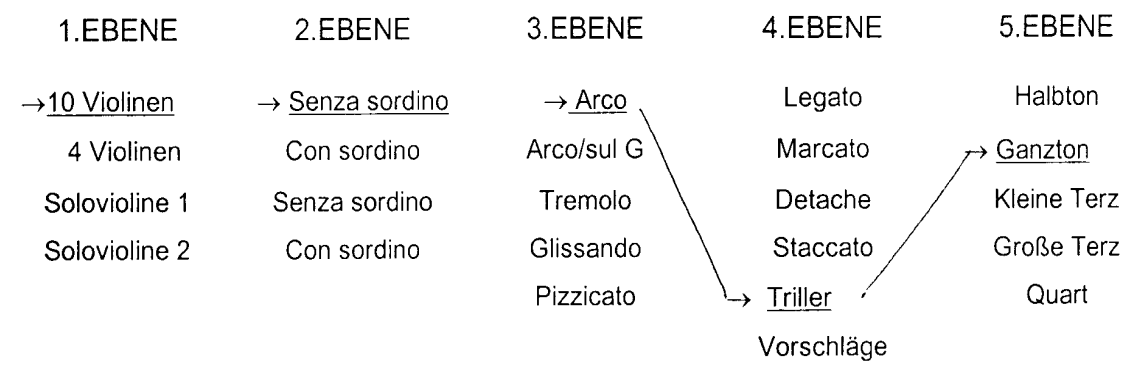 1.EBENE 2.EBENE 3.EBENE 4.EBENE 5.EBENE
→10 Violinen → Senza sordino → Arco Legato Halbton
4 Violinen Con sordino Arco/sul G Marcato → Ganzton
Solovioline 1 Senza sordino Tremolo Detache Kleine Terz
Solovioline 2 Con sordino Glissando Staccato Große Terz
Pizzicato → Triller Quart
Vorschläge